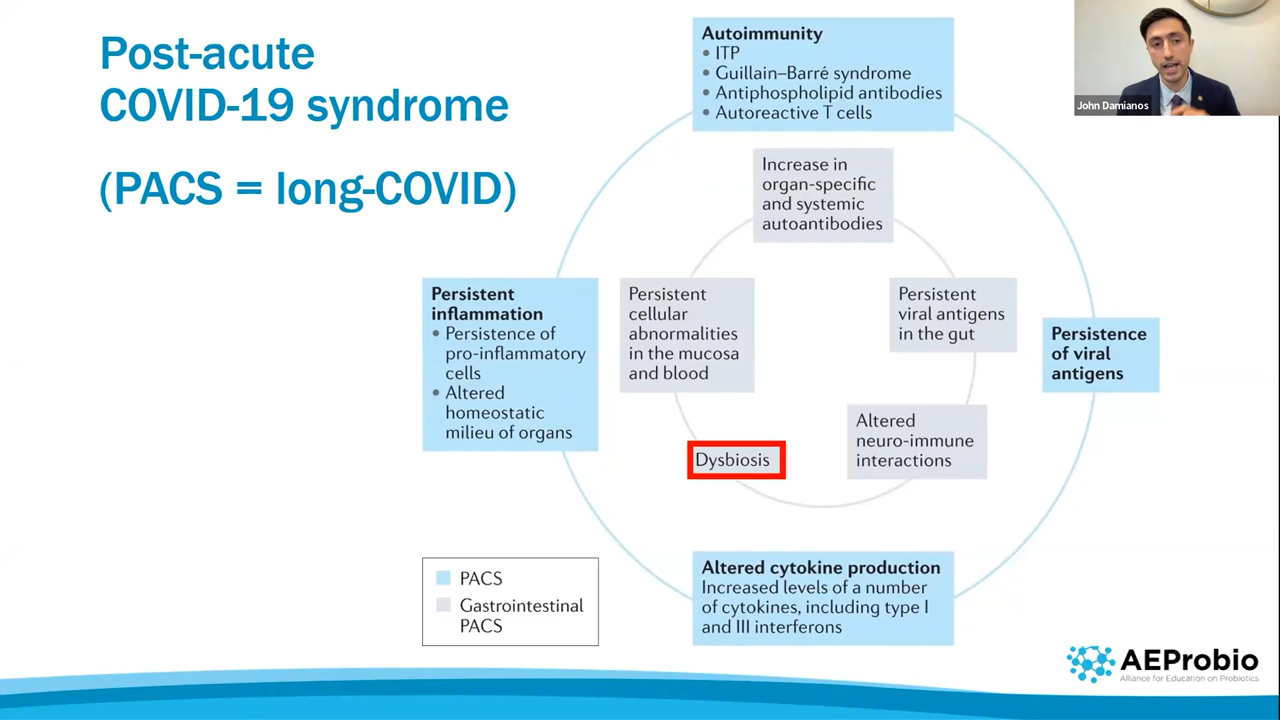 Post-acute
COVID-19 syndrome
(PACS = long-COVID)
John Damianos
Autoimmunity
• ITP
• Guillain–Barré syndrome
• Antiphospholipid antibodies
• Autoreactive T cells
Increase in
organ-specific
and systemic
autoantibodies
Persistent
inflammation
• Persistence of
pro-inflammatory
cells
• Altered
homeostatic
milieu of organs
Persistent
cellular
abnormalities
in the mucosa
and blood
Persistent
viral antigens
in the gut
Persistence
of viral
antigens
Altered
neuro-immune
interactions
Dysbiosis
Altered cytokine production
Increased levels of a number
of cytokines, including type I
and III interferons
PACS
Gastrointestinal
PACS
AEProbio
Alliance for Education on Probiotics